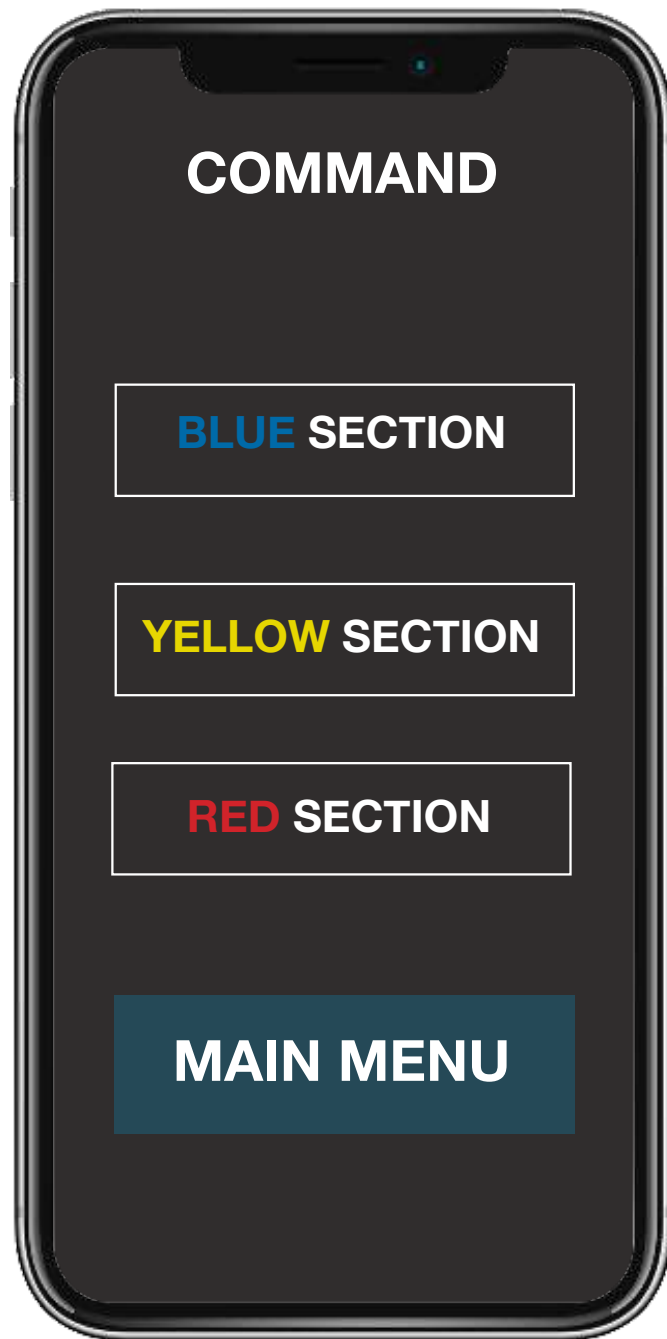 COMMAND
BLUE SECTION
YELLOW SECTION
RED SECTION
MAIN MENU